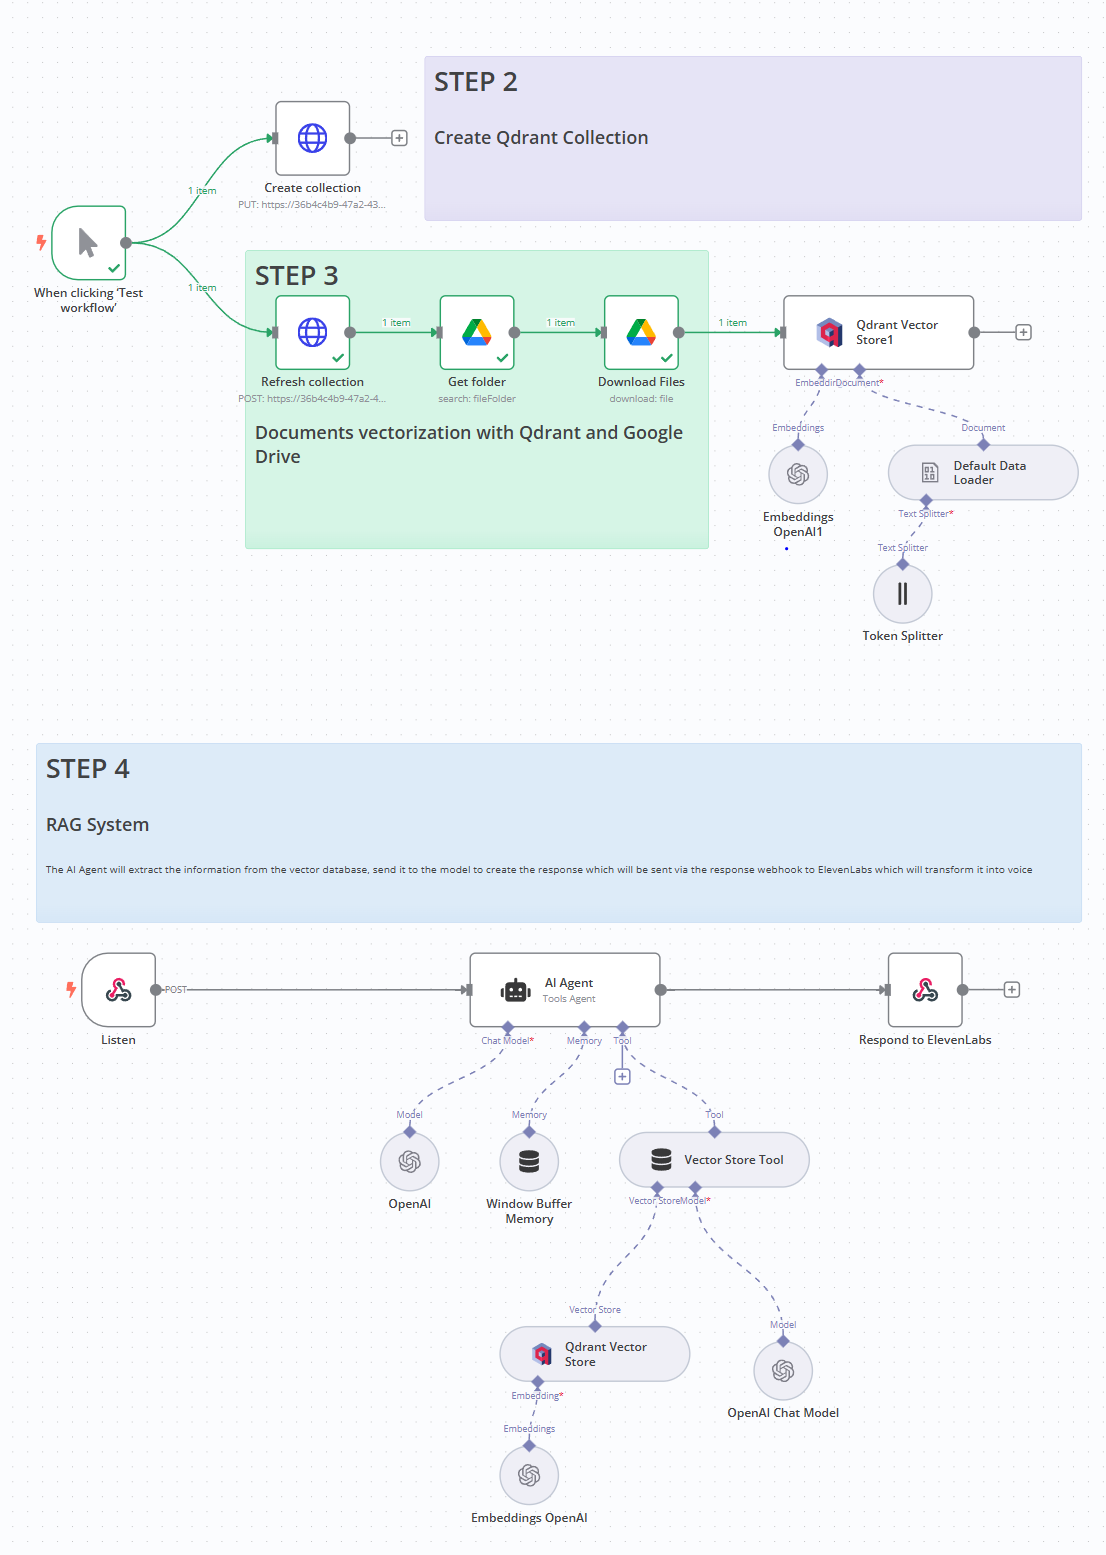 STEP 2
Create Qdrant Collection
Create collection
PUT: https://36b4c4b9-47a2-43...
1 item
When clicking ‘Test
workflow’
1 item
STEP 3
1 item
1 item
1 item
Qdrant Vector
Store1
Refresh collection
POST: https://36b4c4b9-47a2-4...
Get folder
search: fileFolder
Download Files
download: file
Embeddin
Document*
Documents vectorization with Qdrant and Google
Drive
Embeddings
Document
Default Data
Loader
Embeddings
OpenAI1
Text Splitter*
Text Splitter
Token Splitter
STEP 4
RAG System
The AI Agent will extract the information from the vector database, send it to the model to create the response which will be sent via the response webhook to ElevenLabs which will transform it into voice
POST
AI Agent
Tools Agent
Listen
Respond to ElevenLabs
Chat Model*
Memory
Tool
Model
Memory
Tool
Vector Store Tool
OpenAI
Window Buffer
Memory
Vector Store
Model*
Vector Store
Model
Qdrant Vector
Store
Embedding*
OpenAI Chat Model
Embeddings
Embeddings OpenAI